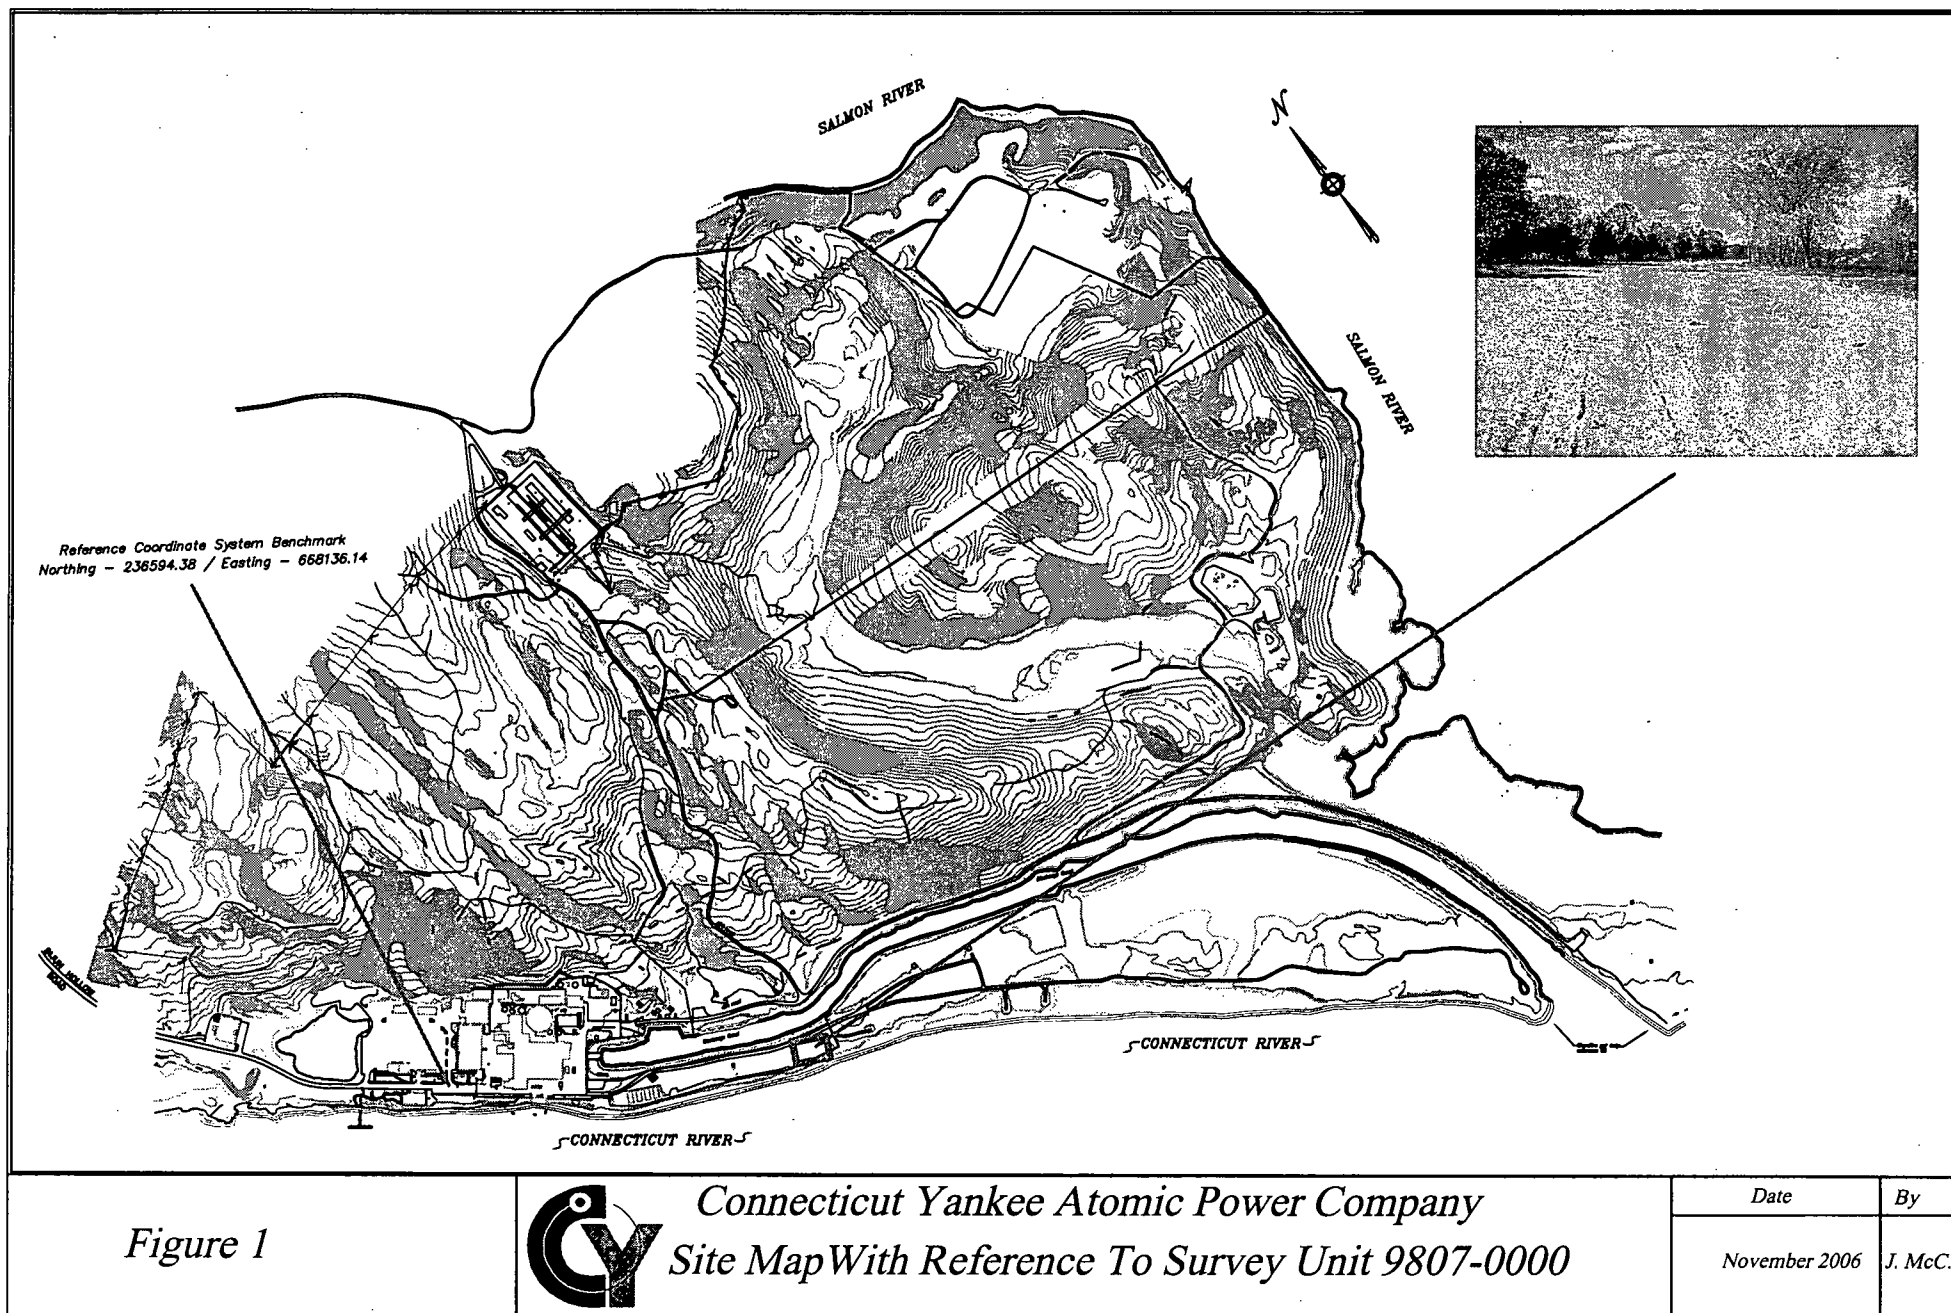 SALMON RIVER
N
SALMON RIVER
Reference Coordinate System Benchmark
Northing - 236594.38 / Easting - 668136.14
ROAD
CONNECTICUT RIVER
CONNECTICUT RIVER
Figure 1
CY
Connecticut Yankee Atomic Power Company
Site Map With Reference To Survey Unit 9807-0000
Date
By
November 2006
J. McC.